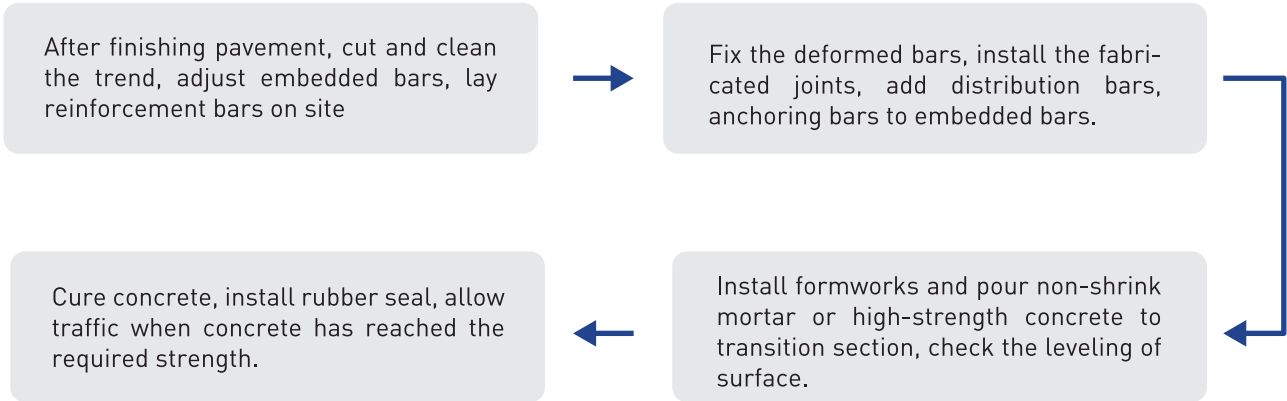 After finishing pavement, cut and clean
the trend, adjust embedded bars, lay
reinforcement bars on site
Fix the deformed bars, install the fabri-
cated joints, add distribution bars,
anchoring bars to embedded bars.
Install formworks and pour non-shrink
mortar or high-strength concrete to
transition section, check the leveling of
surface.
Cure concrete, install rubber seal, allow
traffic when concrete has reached the
required strength.